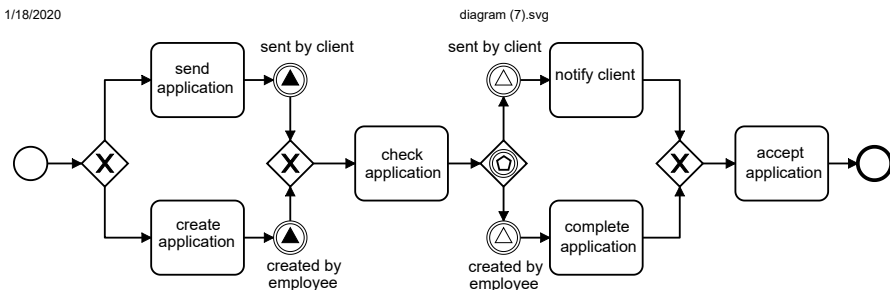 1/18/2020
diagram (7).svg
sent by client
sent by client
send
application
notify client
X
X
check
application
X
accept
application
create
application
complete
application
created by
employee
created by
employee